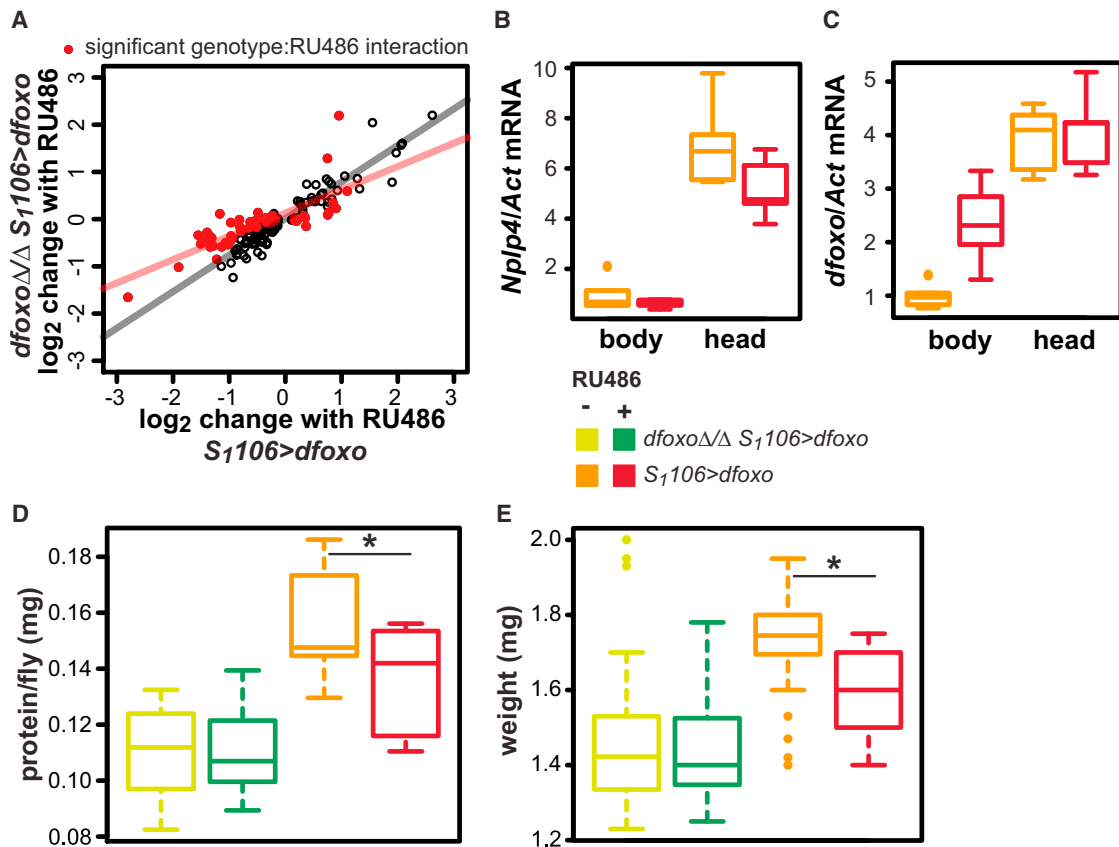 A
significant genotype:RU486 interaction
dfoxoΔ/Δ S1106>dfoxo
log2 change with RU486
3
2
1
0
-1
-2
-3
-3 -2 -1 0 1 2 3
log2 change with RU486
S1106>dfoxo
B
Nplp4/Act mRNA
10
8
6
4
2
body head
C
dfoxo/Act mRNA
5
4
3
2
1
body head
RU486
- +
dfoxoΔ/Δ S1106>dfoxo
S1106>dfoxo
D
protein/fly (mg)
0.18
0.16
0.14
0.12
0.10
0.08
*
E
weight (mg)
2.0
1.8
1.6
1.4
1.2
*